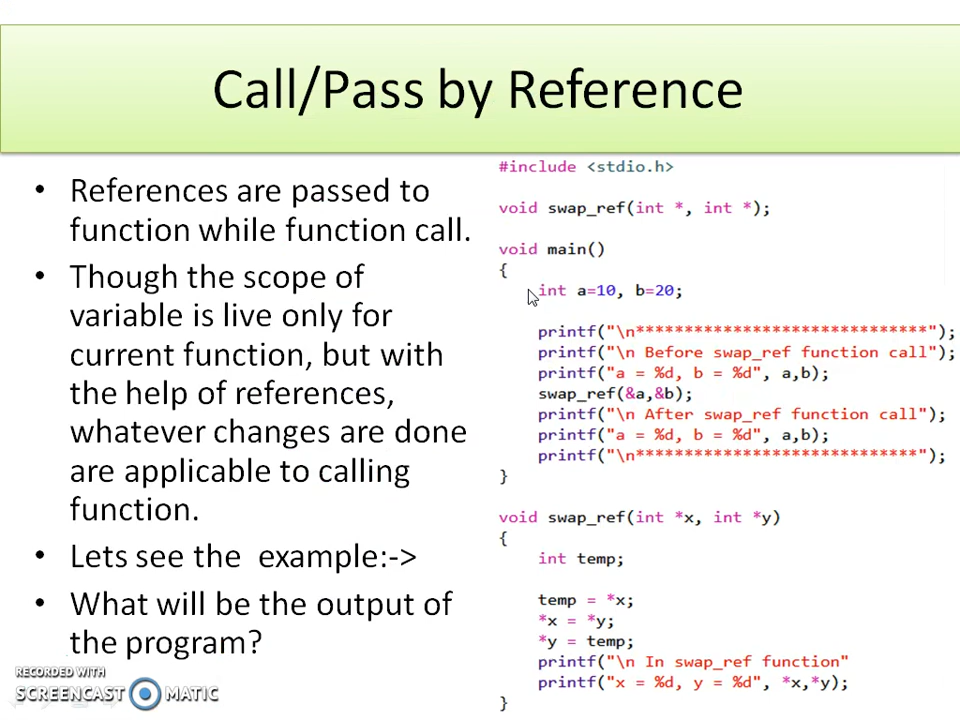 Call/Pass by Reference
• References are passed to
function while function call.
• Though the scope of
variable is live only for
current function, but with
the help of references,
whatever changes are done
are applicable to calling
function.
• Lets see the example:->
• What will be the output of
the program?
#include <stdio.h>
void swap_ref(int *, int *);
void main()
{
int a=10, b=20;
printf("\n******************************");
printf("\n Before swap_ref function call");
printf("a = %d, b = %d", a,b);
swap_ref(&a,&b);
printf("\n After swap_ref function call");
printf("a = %d, b = %d", a,b);
printf("\n*****************************");
}
void swap_ref(int *x, int *y)
{
int temp;
temp = *x;
*x = *y;
*y = temp;
printf("\n In swap_ref function"
printf("x = %d, y = %d", *x,*y);
}
RECORDED WITH
SCREENCAST MATIC